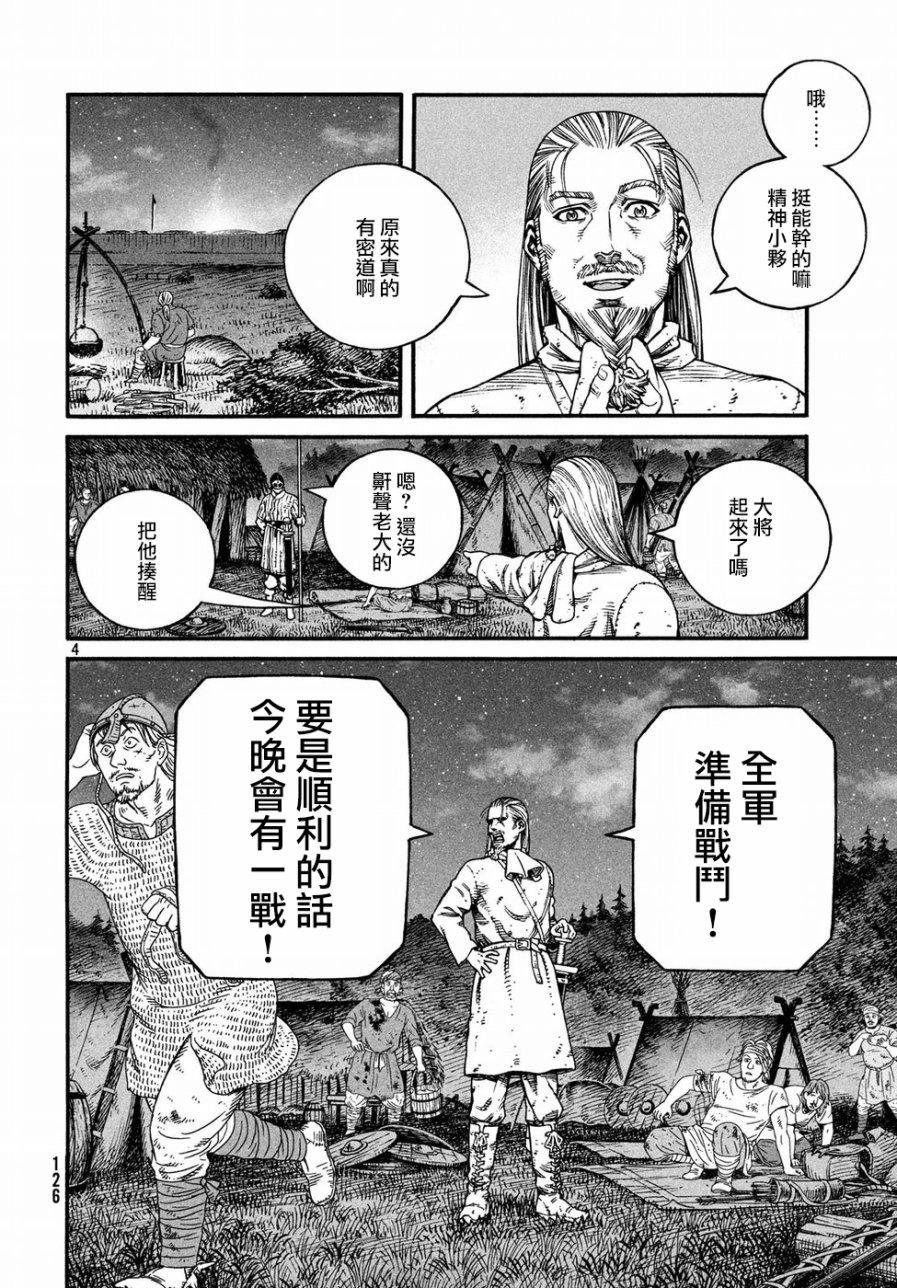 哦……
挺能幹的嘛
精神小夥
原來真的
有密道啊
大將
起來了嗎
嗯？還沒
鼾聲老大的
把他揍醒
4
全軍
準備戰鬥！
要是順利的話
今晚會有一戰！
126